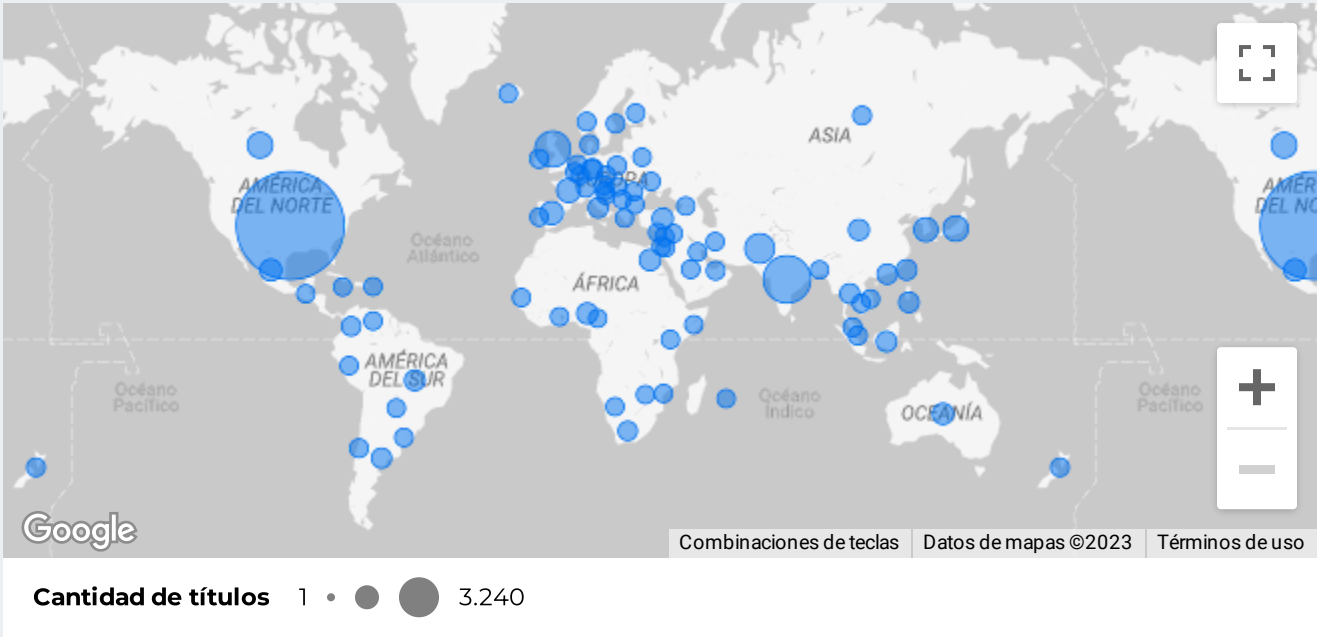 ASIA
AMÉRICA
DEL NORTE
AMÉR
DEL NO
Océano
Atlántico
ÁFRICA
AMÉRICA
DEL SUR
Océano
Pacífico
Océano
Índico
OCEANÍA
Océano
Pacífico
Google
Combinaciones de teclas
Datos de mapas ©2023
Términos de uso
Cantidad de títulos 1 3.240